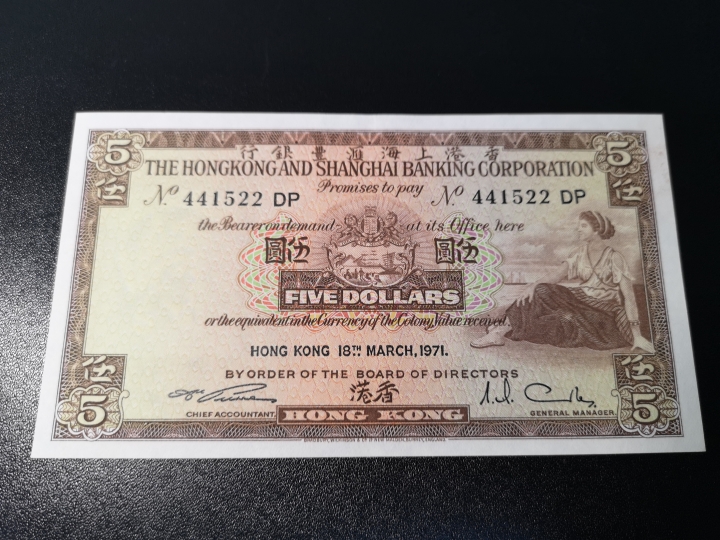 5 行銀豐滙海上港香 5
伍 THE HONGKONG AND SHANGHAI BANKING CORPORATION 伍
Promises to pay
Nº 441522 DP Nº 441522 DP
the Bearer on demand at its Office here
圓伍 圓伍
FIVE DOLLARS
or the equivalent in the Currency of the Colony Value received.
HONG KONG 18TH MARCH, 1971.
BY ORDER OF THE BOARD OF DIRECTORS
伍 港香 伍
5 CHIEF ACCOUNTANT. HONG KONG GENERAL MANAGER. 5